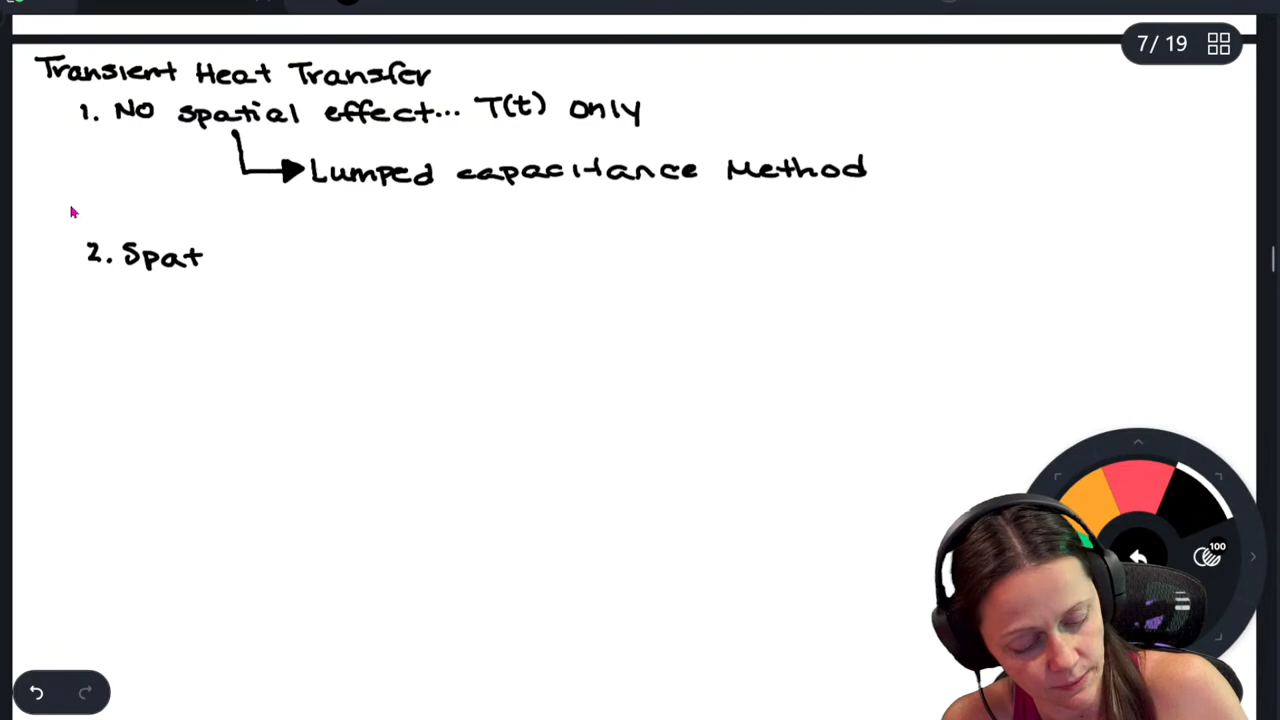 7/ 19
Transient Heat Transfer
1. No spatial effect... T(t) only
Lumped capacitance Method
2. Spat
100